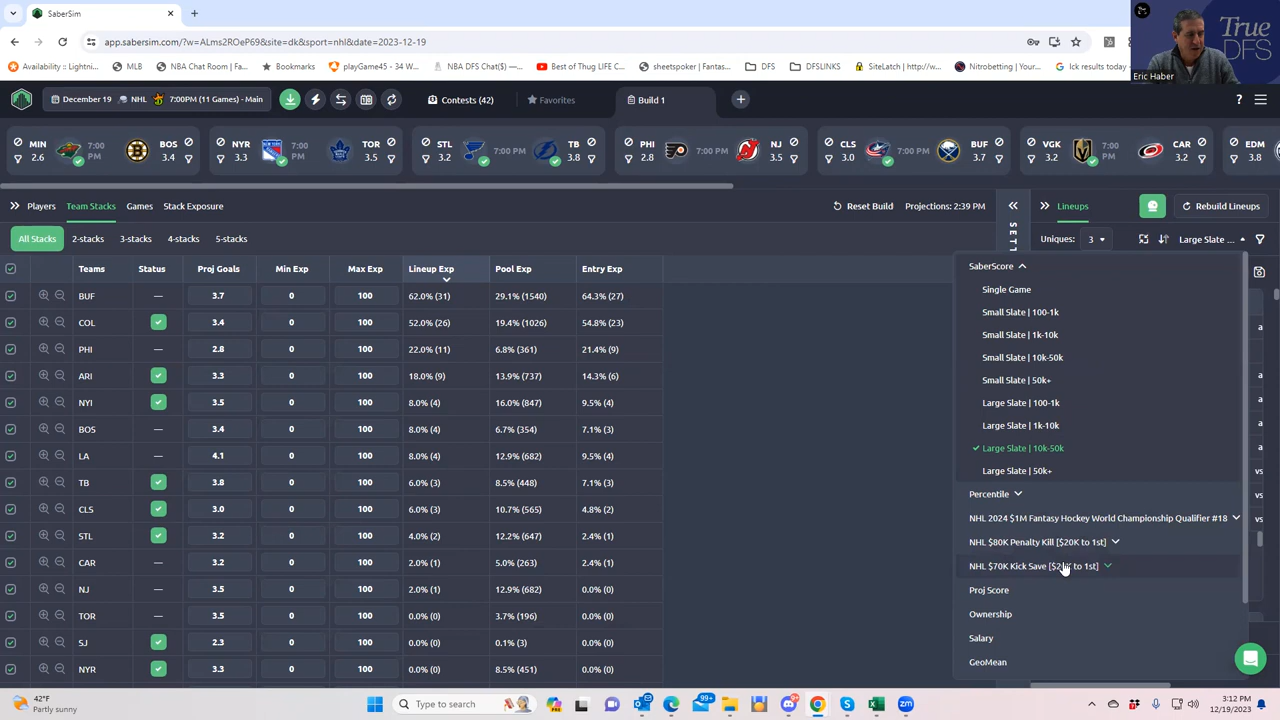 SaberSim
app.sabersim.com/?w=ALms2ROeP69&site=dk&sport=nhl&date=2023-12-19
Availability :: Lightni...
MLB
NBA Chat Room | Fa...
Bookmarks
playGame45 - 34 W...
NBA DFS Chat($) —...
Best of Thug LIFE C...
sheetspoker | Fantas...
DFS
DFSLINKS
SiteLatch | http://w...
Nitrobetting | Your...
lck results today -
True
DFS
Eric Haber
December 19
NHL
7:00PM (11 Games) - Main
Contests (42)
Favorites
Build 1
MIN
2.6
7:00
PM
BOS
3.4
NYR
3.3
7:00
PM
TOR
3.5
STL
3.2
7:00 PM
TB
3.8
PHI
2.8
7:00 PM
NJ
3.5
CLS
3.0
7:00 PM
BUF
3.7
VGK
3.2
7:00
PM
CAR
3.2
EDM
3.8
Players
Team Stacks
Games
Stack Exposure
Reset Build
Projections: 2:39 PM
Lineups
Rebuild Lineups
All Stacks
2-stacks
3-stacks
4-stacks
5-stacks
Uniques:
3
Large Slate ...
Teams Status Proj Goals Min Exp Max Exp Lineup Exp Pool Exp Entry Exp
BUF — 3.7 0 100 62.0% (31) 29.1% (1540) 64.3% (27)
COL 3.4 0 100 52.0% (26) 19.4% (1026) 54.8% (23)
PHI — 2.8 0 100 22.0% (11) 6.8% (361) 21.4% (9)
ARI 3.3 0 100 18.0% (9) 13.9% (737) 14.3% (6)
NYI 3.5 0 100 8.0% (4) 16.0% (847) 9.5% (4)
BOS — 3.4 0 100 8.0% (4) 6.7% (354) 7.1% (3)
LA — 4.1 0 100 8.0% (4) 12.9% (682) 9.5% (4)
TB 3.8 0 100 6.0% (3) 8.5% (448) 7.1% (3)
CLS 3.0 0 100 6.0% (3) 10.7% (565) 4.8% (2)
STL 3.2 0 100 4.0% (2) 12.2% (647) 2.4% (1)
CAR — 3.2 0 100 2.0% (1) 5.0% (263) 2.4% (1)
NJ — 3.5 0 100 2.0% (1) 12.9% (682) 2.4% (1)
TOR — 3.5 0 100 0.0% (0) 3.7% (196) 0.0% (0)
SJ 2.3 0 100 0.0% (0) 0.1% (3) 0.0% (0)
NYR 3.3 0 100 0.0% (0) 8.5% (451) 0.0% (0)
SaberScore
Single Game
Small Slate | 100-1k
Small Slate | 1k-10k
Small Slate | 10k-50k
Small Slate | 50k+
Large Slate | 100-1k
Large Slate | 1k-10k
Large Slate | 10k-50k
Large Slate | 50k+
Percentile
NHL 2024 $1M Fantasy Hockey World Championship Qualifier #18
NHL $80K Penalty Kill [$20K to 1st]
NHL $70K Kick Save to 1st]
Proj Score
Ownership
Salary
GeoMean
42°F
Partly sunny
Type here to search
99+
3:12 PM
12/19/2023